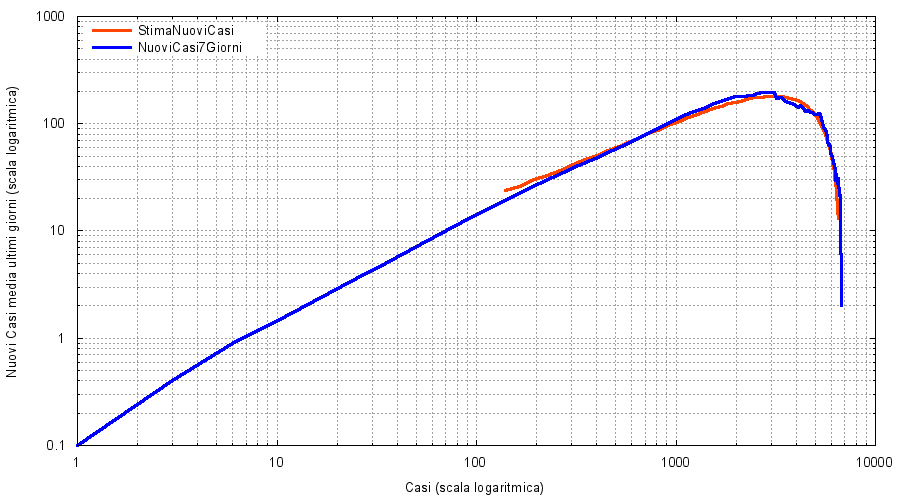 StimaNuoviCasi
NuoviCasi7Giorni
Nuovi Casi media ultimi giorni (scala logaritmica)
1000
100
10
1
0.1
1
10
100
1000
10000
Casi (scala logaritmica)